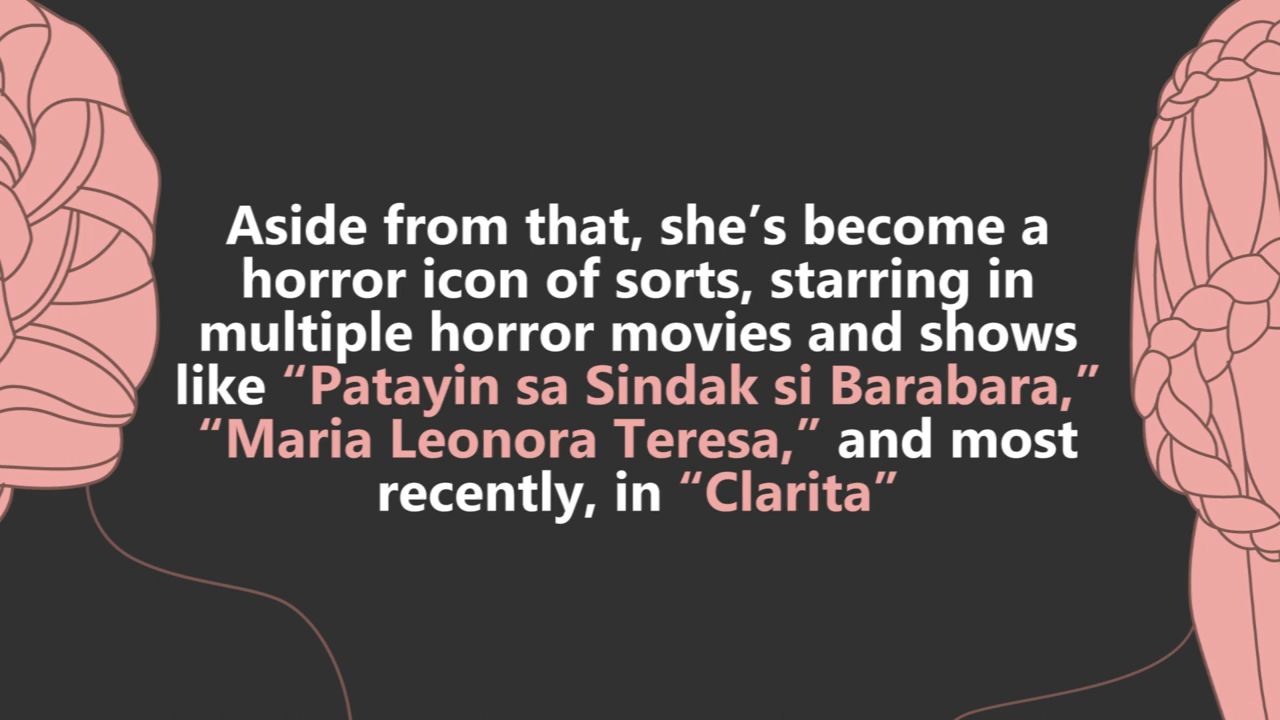 Aside from that, she’s become a
horror icon of sorts, starring in
multiple horror movies and shows
like “Patayin sa Sindak si Barabara,”
“Maria Leonora Teresa,” and most
recently, in “Clarita”